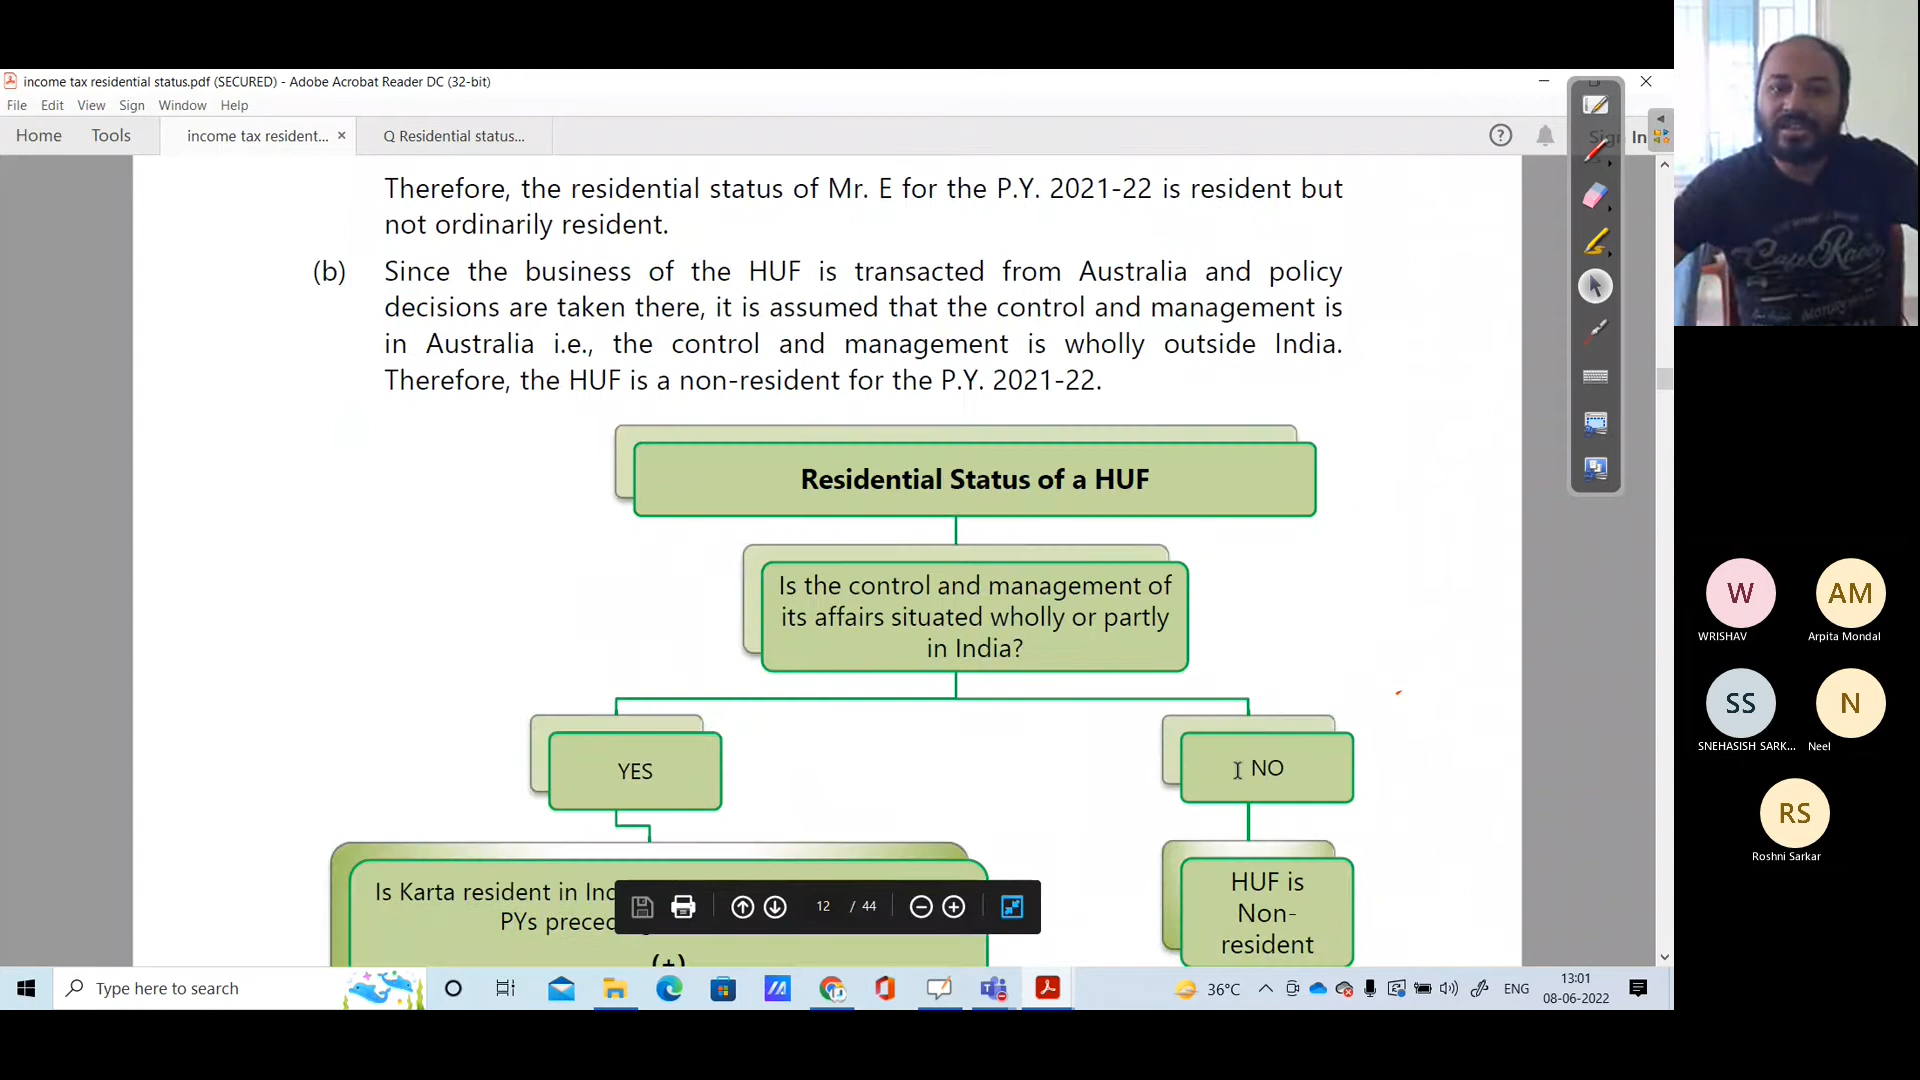 income tax residential status.pdf (SECURED) - Adobe Acrobat Reader DC (32-bit)
File Edit View Sign Window Help
Home Tools income tax resident... × Q Residential status... Sign In
Therefore, the residential status of Mr. E for the P.Y. 2021-22 is resident but
not ordinarily resident.
(b) Since the business of the HUF is transacted from Australia and policy
decisions are taken there, it is assumed that the control and management is
in Australia i.e., the control and management is wholly outside India.
Therefore, the HUF is a non-resident for the P.Y. 2021-22.
Residential Status of a HUF
Is the control and management of
its affairs situated wholly or partly
in India?
YES
NO
Is Karta resident in
PYs
(+)
HUF is
Non-
resident
12 / 44
W
WRISHAV
AM
Arpita Mondal
SS
SNEHASISH SARK...
N
Neel
RS
Roshni Sarkar
Type here to search
36°C
ENG
13:01
08-06-2022